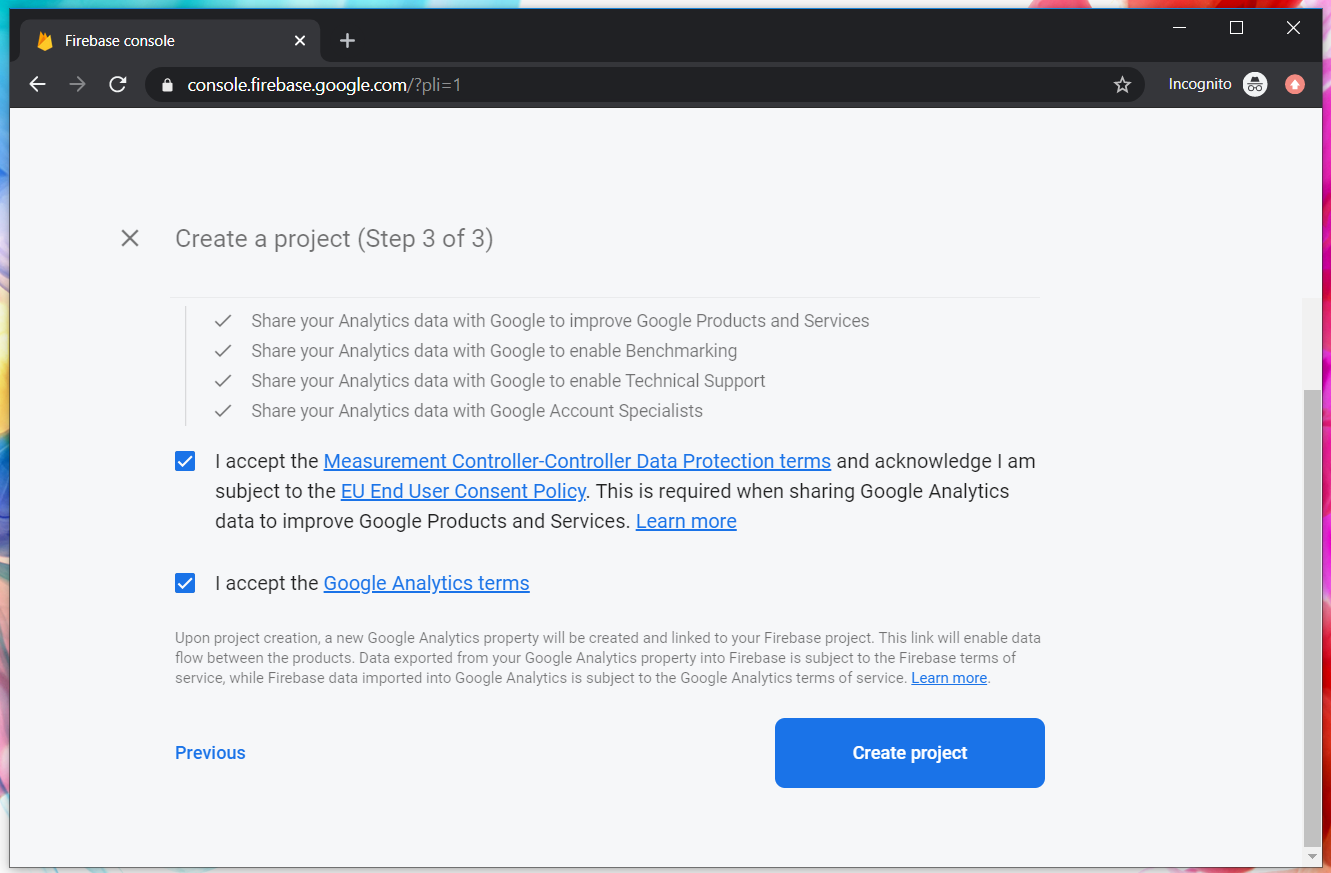 Firebase console
console.firebase.google.com/?pli=1
Incognito
Create a project (Step 3 of 3)
Share your Analytics data with Google to improve Google Products and Services
Share your Analytics data with Google to enable Benchmarking
Share your Analytics data with Google to enable Technical Support
Share your Analytics data with Google Account Specialists
I accept the Measurement Controller-Controller Data Protection terms and acknowledge I am
subject to the EU End User Consent Policy. This is required when sharing Google Analytics
data to improve Google Products and Services. Learn more
I accept the Google Analytics terms
Upon project creation, a new Google Analytics property will be created and linked to your Firebase project. This link will enable data
flow between the products. Data exported from your Google Analytics property into Firebase is subject to the Firebase terms of
service, while Firebase data imported into Google Analytics is subject to the Google Analytics terms of service. Learn more.
Previous
Create project